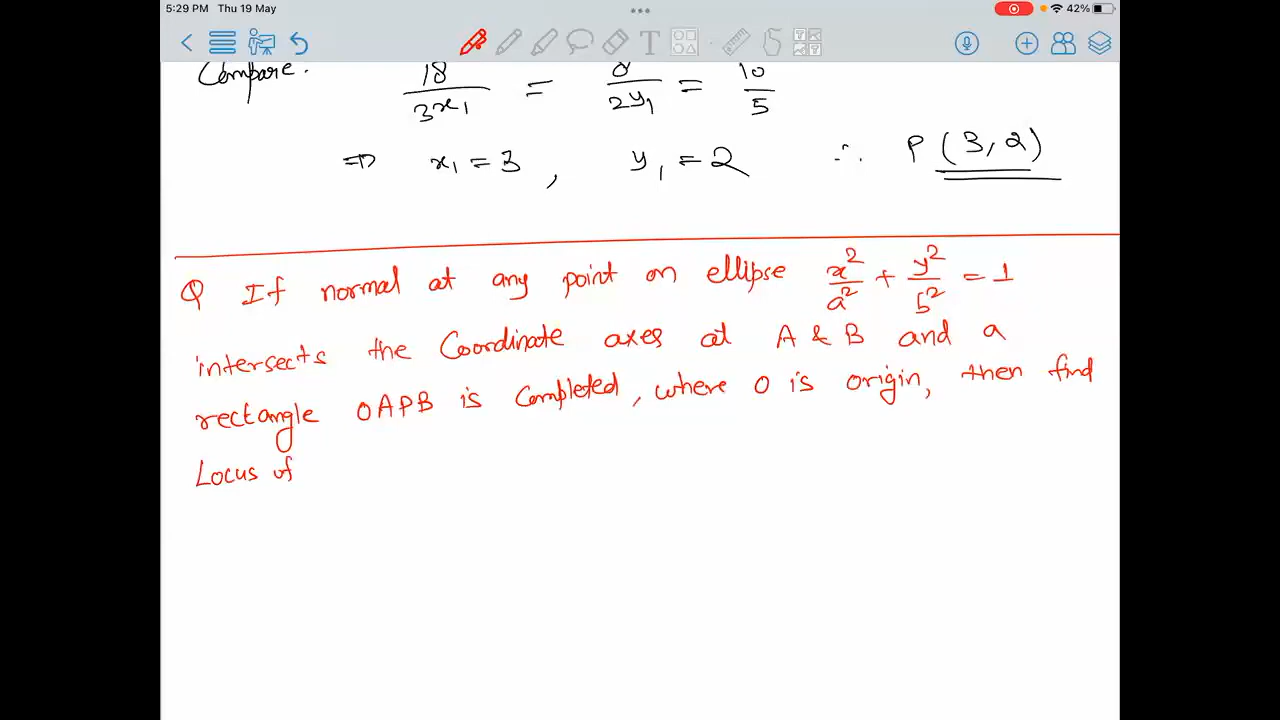 5:29 PM Thu 19 May
42%
Compare. 18/3x₁ = 8/2y₁ = 10/5
⇒ x₁ = 3 , y₁ = 2 ∴ P (3, 2)
Q If normal at any point on ellipse x²/a² + y²/b² = 1
intersects the Coordinate axes at A & B and a
rectangle OAPB is Completed, where O is origin, then find
Locus of